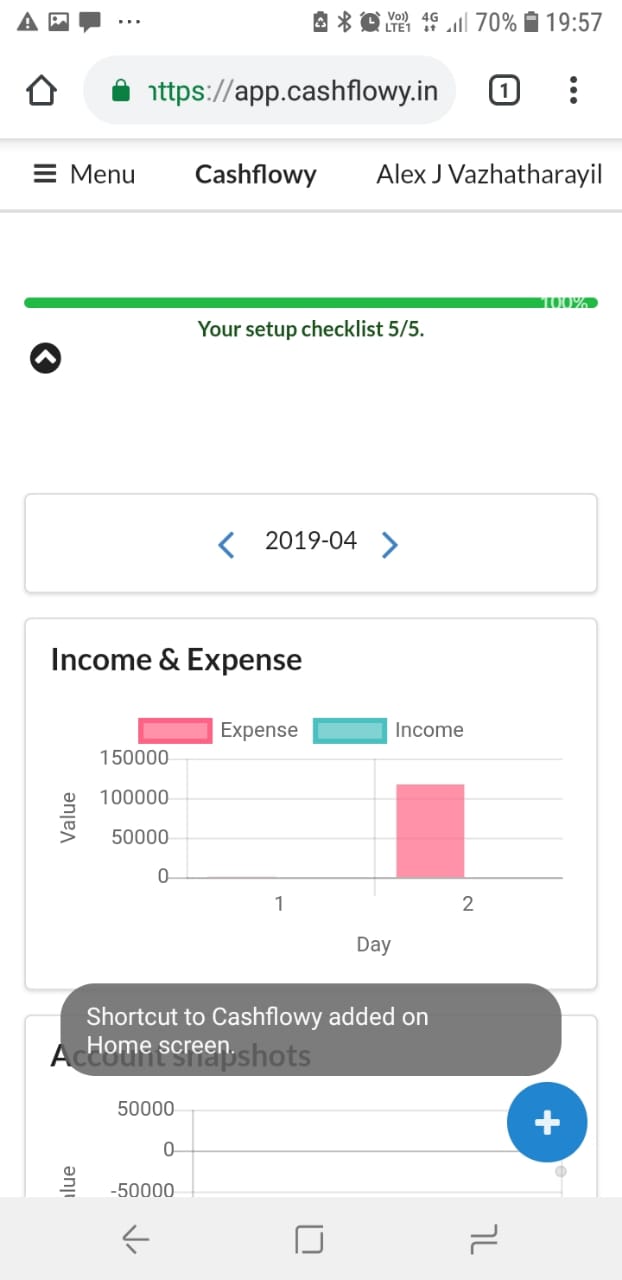 ... Vo)) LTE1 4G 70% 19:57
https://app.cashflowy.in 1
Menu Cashflowy Alex J Vazhatharayil
100%
Your setup checklist 5/5.
2019-04
Income & Expense
Expense Income
150000
100000
50000
0
Value
1 2
Day
Shortcut to Cashflowy added on
Home screen.
Account snapshots
50000
0
-50000